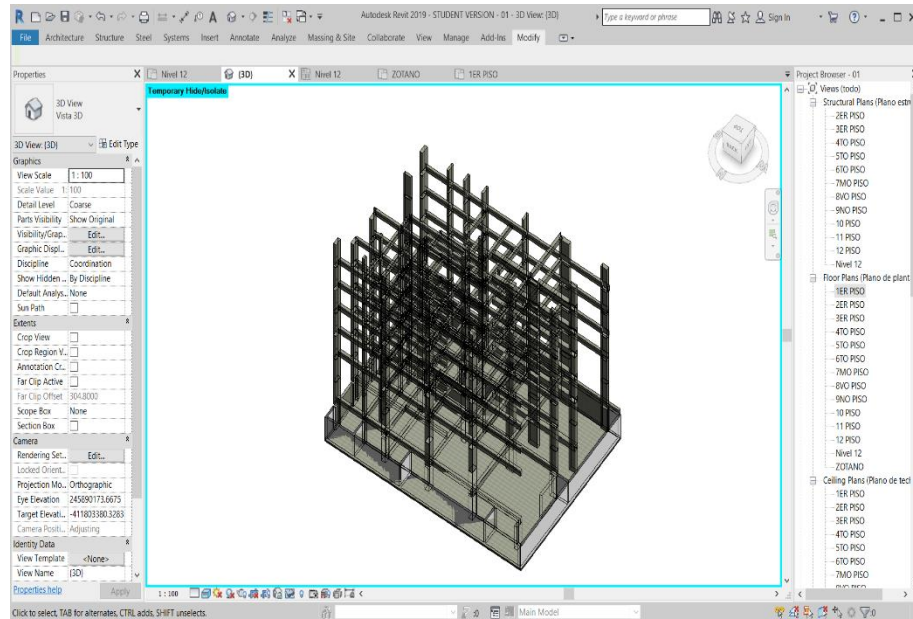 Autodesk Revit 2019 - STUDENT VERSION - 01 - 3D View: {3D}
Type a keyword or phrase
Sign In
File Architecture Structure Steel Systems Insert Annotate Analyze Massing & Site Collaborate View Manage Add-Ins Modify
Properties X
Nivel 12 {3D} X Nivel 12 ZOTANO 1ER PISO
Project Browser - 01
3D View
Vista 3D
3D View: {3D} Edit Type
Graphics
View Scale 1 : 100
Scale Value 1: 100
Detail Level Coarse
Parts Visibility Show Original
Visibility/Grap... Edit...
Graphic Displ... Edit...
Discipline Coordination
Show Hidden ... By Discipline
Default Analys... None
Sun Path
Extents
Crop View
Crop Region V...
Annotation Cr...
Far Clip Active
Far Clip Offset 304.8000
Scope Box None
Section Box
Camera
Rendering Set... Edit...
Locked Orient...
Projection Mo... Orthographic
Eye Elevation 245890173.6675
Target Elevati... -411803380.3283
Camera Positi... Adjusting
Identity Data
View Template <None>
View Name {3D}
Properties help Apply
Temporary Hide/Isolate
1 : 100
Views (todo)
Structural Plans (Plano estr
2ER PISO
3ER PISO
4TO PISO
5TO PISO
6TO PISO
7MO PISO
8VO PISO
9NO PISO
10 PISO
11 PISO
12 PISO
Nivel 12
Floor Plans (Plano de plant
1ER PISO
2ER PISO
3ER PISO
4TO PISO
5TO PISO
6TO PISO
7MO PISO
8VO PISO
9NO PISO
10 PISO
11 PISO
12 PISO
Nivel 12
ZOTANO
Ceiling Plans (Plano de tecl
1ER PISO
2ER PISO
3ER PISO
4TO PISO
5TO PISO
6TO PISO
7MO PISO
Click to select, TAB for alternates, CTRL adds, SHIFT unselects.
:0 Main Model
:0